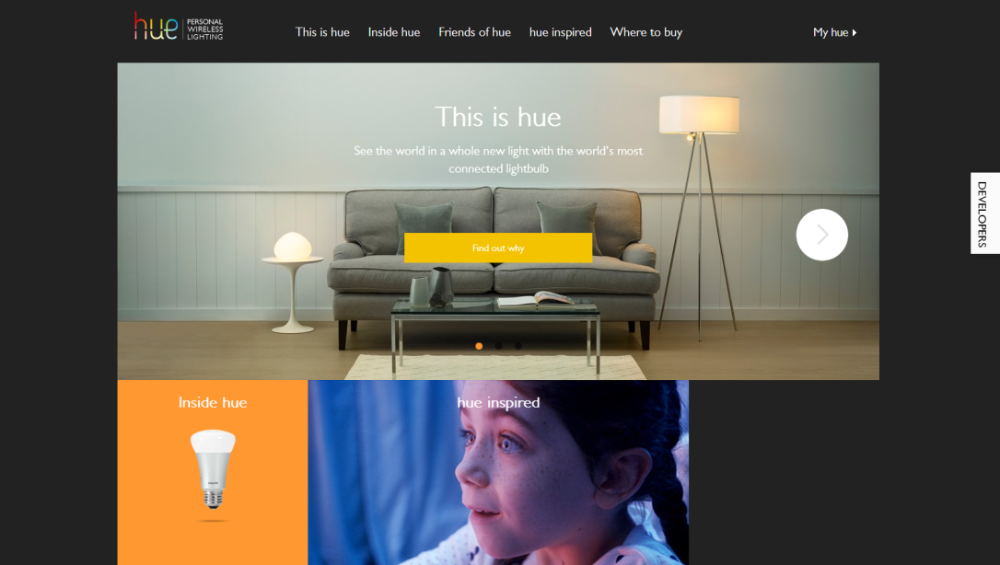 hue
PERSONAL
WIRELESS
LIGHTING
This is hue
Inside hue
Friends of hue
hue inspired
Where to buy
My hue
This is hue
See the world in a whole new light with the world's most
connected lightbulb
Find out why
DEVELOPERS
Inside hue
hue inspired